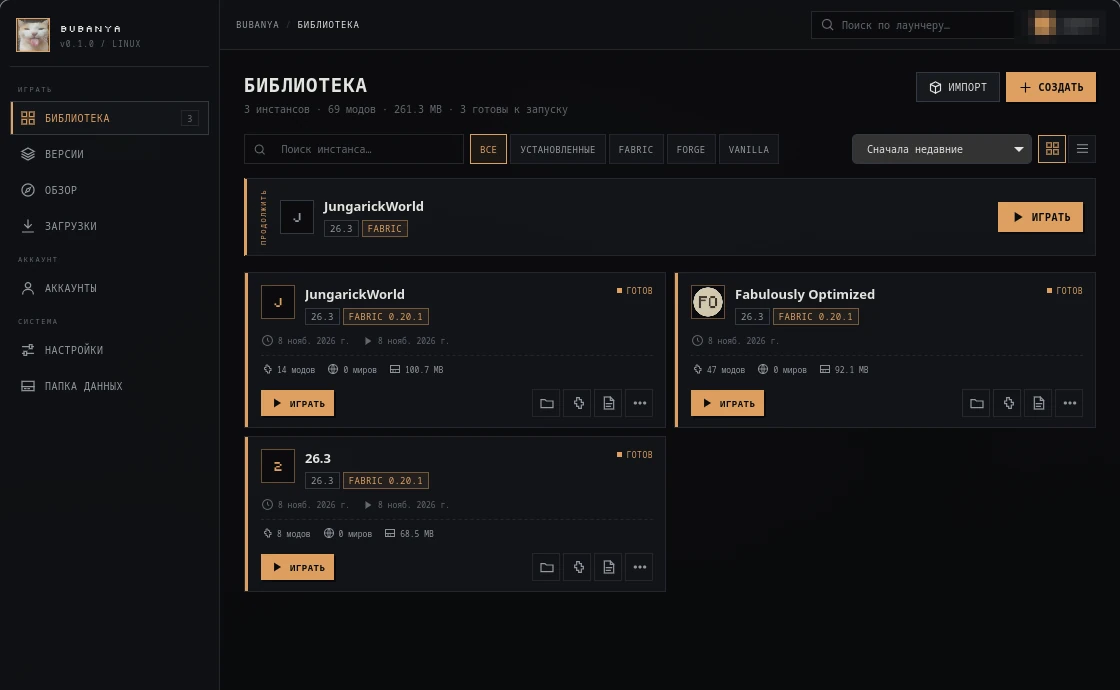 BUBANYA
v0.1.0 / LINUX
ИГРАТЬ
БИБЛИОТЕКА 3
ВЕРСИИ
ОБЗОР
ЗАГРУЗКИ
АККАУНТ
АККАУНТЫ
СИСТЕМА
НАСТРОЙКИ
ПАПКА ДАННЫХ
BUBANYA / БИБЛИОТЕКА
Поиск по лаунчеру…
БИБЛИОТЕКА
3 инстансов · 69 модов · 261.3 MB · 3 готовы к запуску
ИМПОРТ
СОЗДАТЬ
Поиск инстанса…
ВСЕ
УСТАНОВЛЕННЫЕ
FABRIC
FORGE
VANILLA
Сначала недавние
ПРОДОЛЖИТЬ
J
JungarickWorld
26.3 FABRIC
ИГРАТЬ
J
JungarickWorld
ГОТОВ
26.3 FABRIC 0.20.1
8 нояб. 2026 г. 8 нояб. 2026 г.
14 модов 0 миров 100.7 MB
ИГРАТЬ
FO
Fabulously Optimized
ГОТОВ
26.3 FABRIC 0.20.1
8 нояб. 2026 г.
47 модов 0 миров 92.1 MB
ИГРАТЬ
2
26.3
ГОТОВ
26.3 FABRIC 0.20.1
8 нояб. 2026 г. 8 нояб. 2026 г.
8 модов 0 миров 68.5 MB
ИГРАТЬ